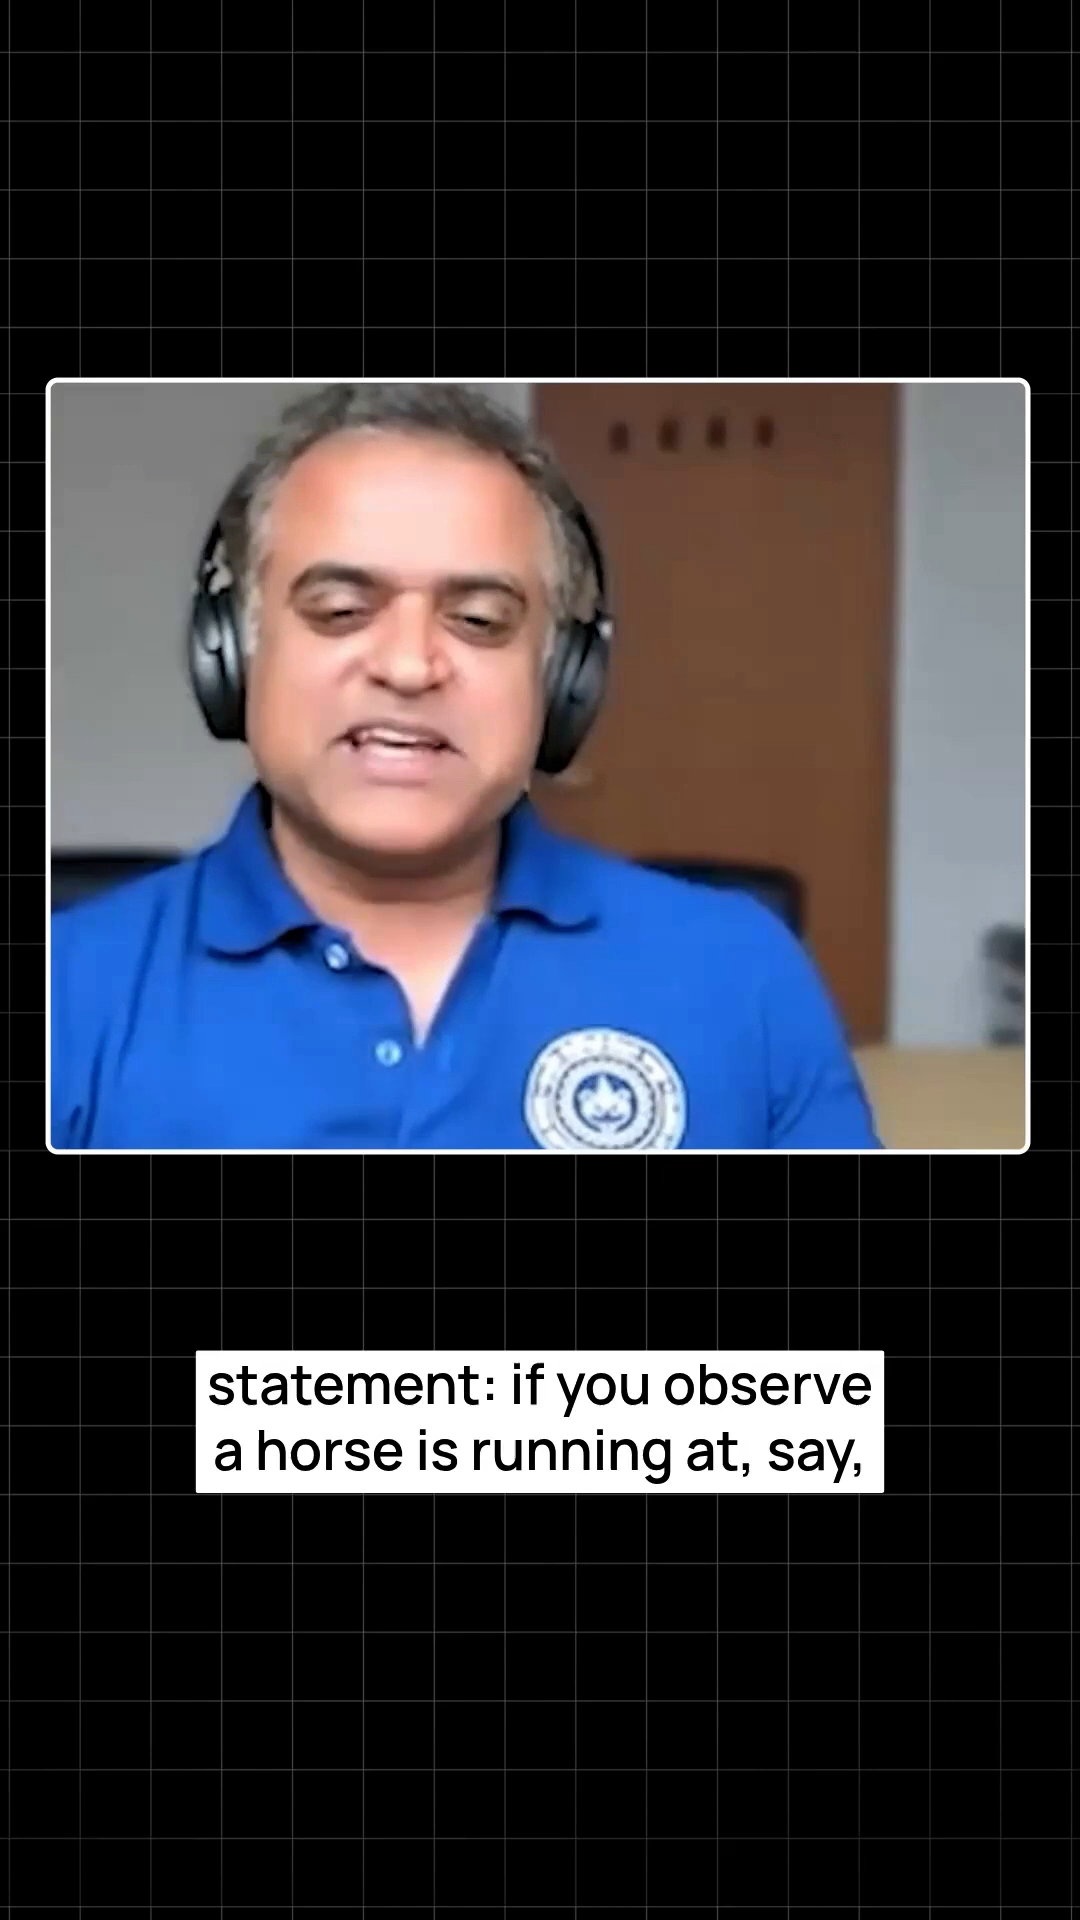 statement: if you observe
a horse is running at, say,